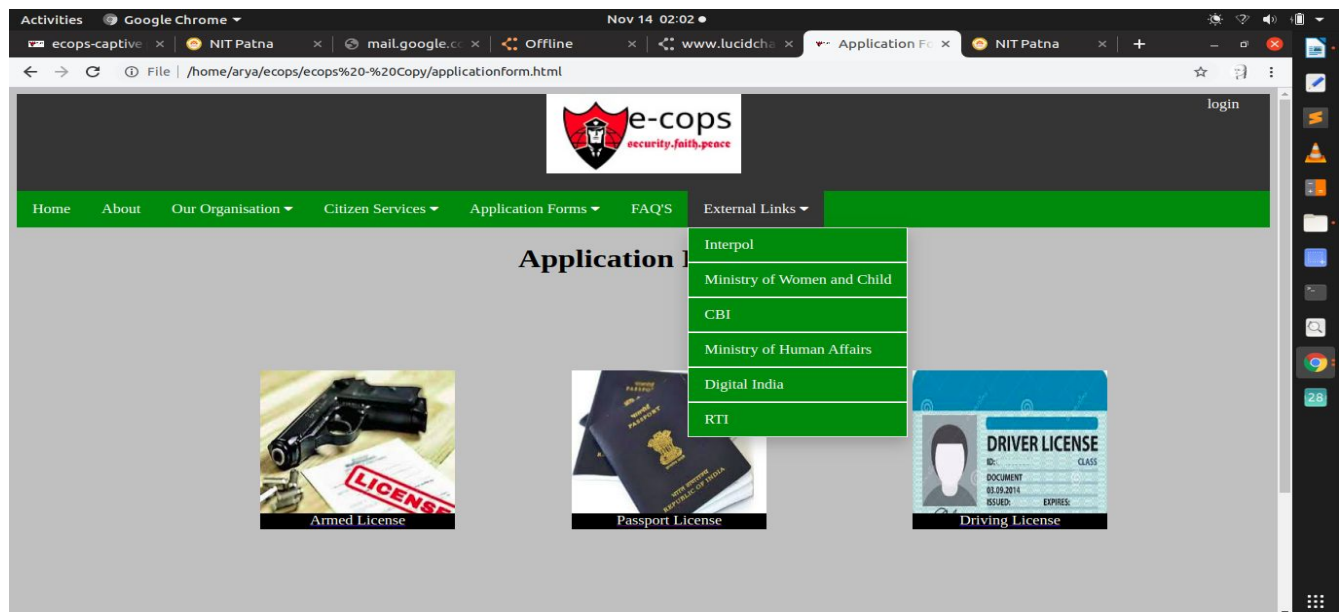 Activities Google Chrome Nov 14 02:02
ecops-captive NIT Patna mail.google.cc Offline www.lucidcha Application Fo NIT Patna
File /home/arya/ecops/ecops%20-%20Copy/applicationform.html
login
e-cops
security.faith.peace
Home About Our Organisation Citizen Services Application Forms FAQ'S External Links
Interpol
Application
Ministry of Women and Child
CBI
Ministry of Human Affairs
Digital India
RTI
LICENSE
Armed License
PASSPORT
REPUBLIC OF INDIA
Passport License
DRIVER LICENSE
ID: CLASS
DOCUMENT
03.09.2014
ISSUED: EXPIRES:
Driving License
28